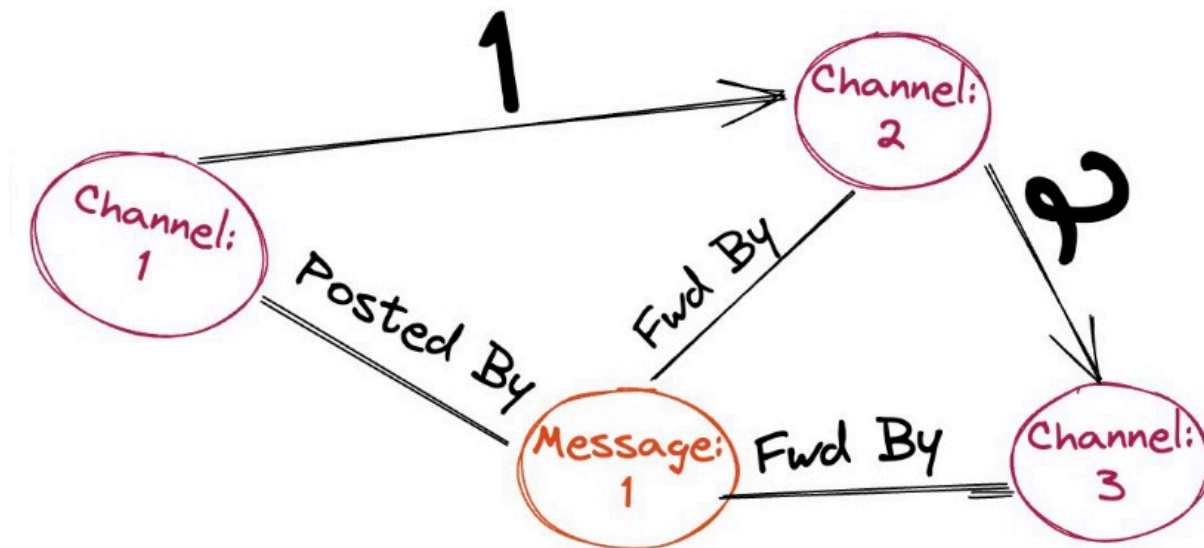 1
Channel:
2
Channel:
1
2
Posted By
Fwd By
Message:
1
Fwd By
Channel:
3